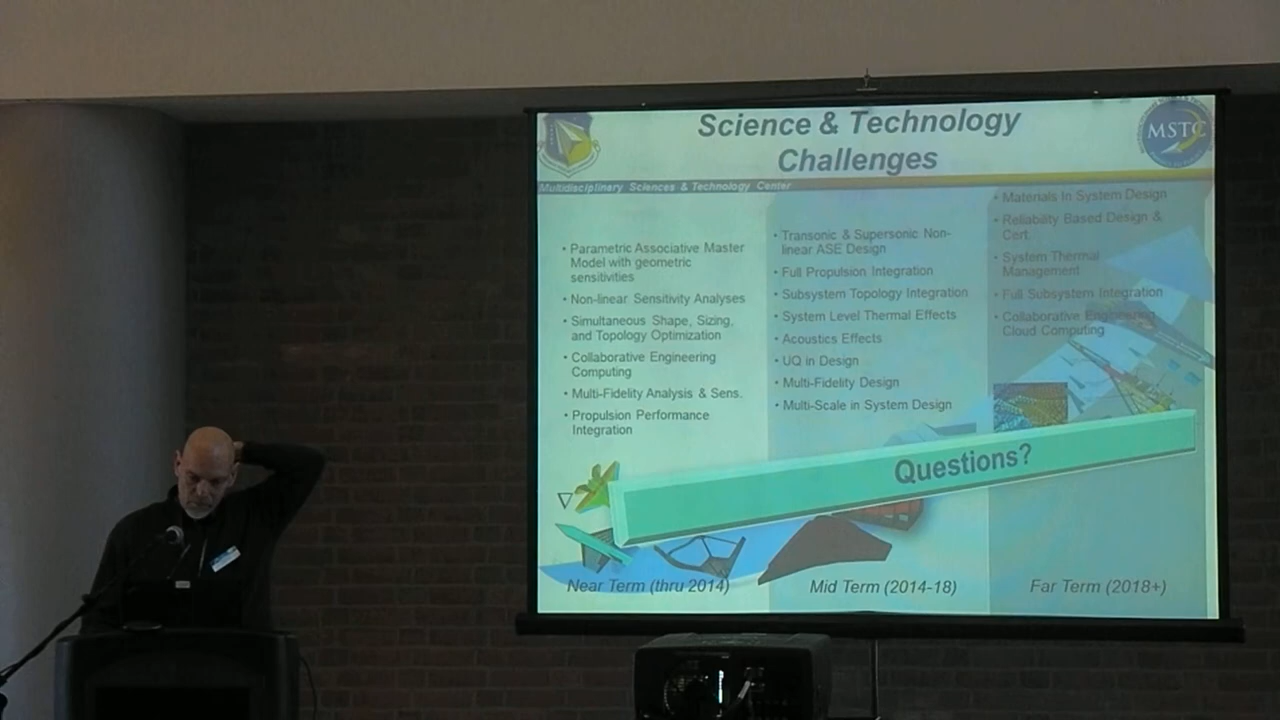 Science & Technology
Challenges
MSTC
Multidisciplinary Sciences & Technology Center
• Parametric Associative Master
Model with geometric
sensitivities
• Non-linear Sensitivity Analyses
• Simultaneous Shape, Sizing,
and Topology Optimization
• Collaborative Engineering
Computing
• Multi-Fidelity Analysis & Sens.
• Propulsion Performance
Integration
• Transonic & Supersonic Non-
linear ASE Design
• Full Propulsion Integration
• Subsystem Topology Integration
• System Level Thermal Effects
• Acoustics Effects
• UQ in Design
• Multi-Fidelity Design
• Multi-Scale in System Design
• Materials In System Design
• Reliability Based Design &
Cert.
• System Thermal
Management
• Full Subsystem Integration
• Collaborative Engineering
Cloud Computing
Questions?
Near Term (thru 2014)
Mid Term (2014-18)
Far Term (2018+)